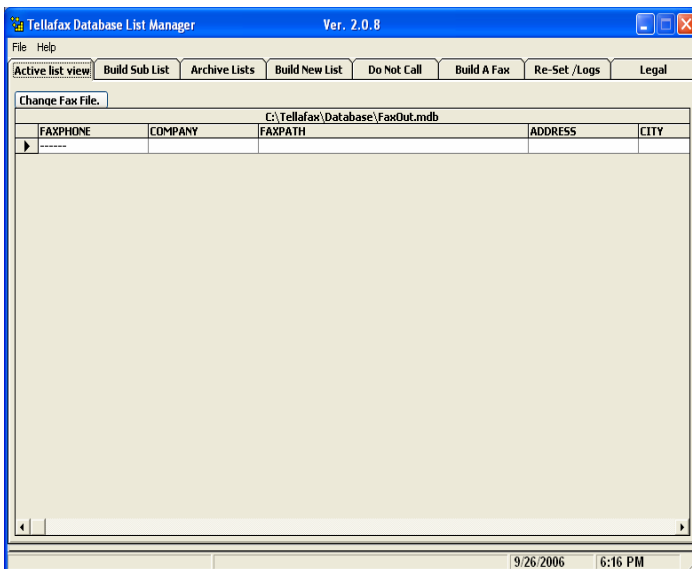 Tellafax Database List Manager Ver. 2.0.8
File Help
Active list view Build Sub List Archive Lists Build New List Do Not Call Build A Fax Re-Set /Logs Legal
Change Fax File.
C:\Tellafax\Database\FaxOut.mdb
FAXPHONE COMPANY FAXPATH ADDRESS CITY
------
9/26/2006 6:16 PM